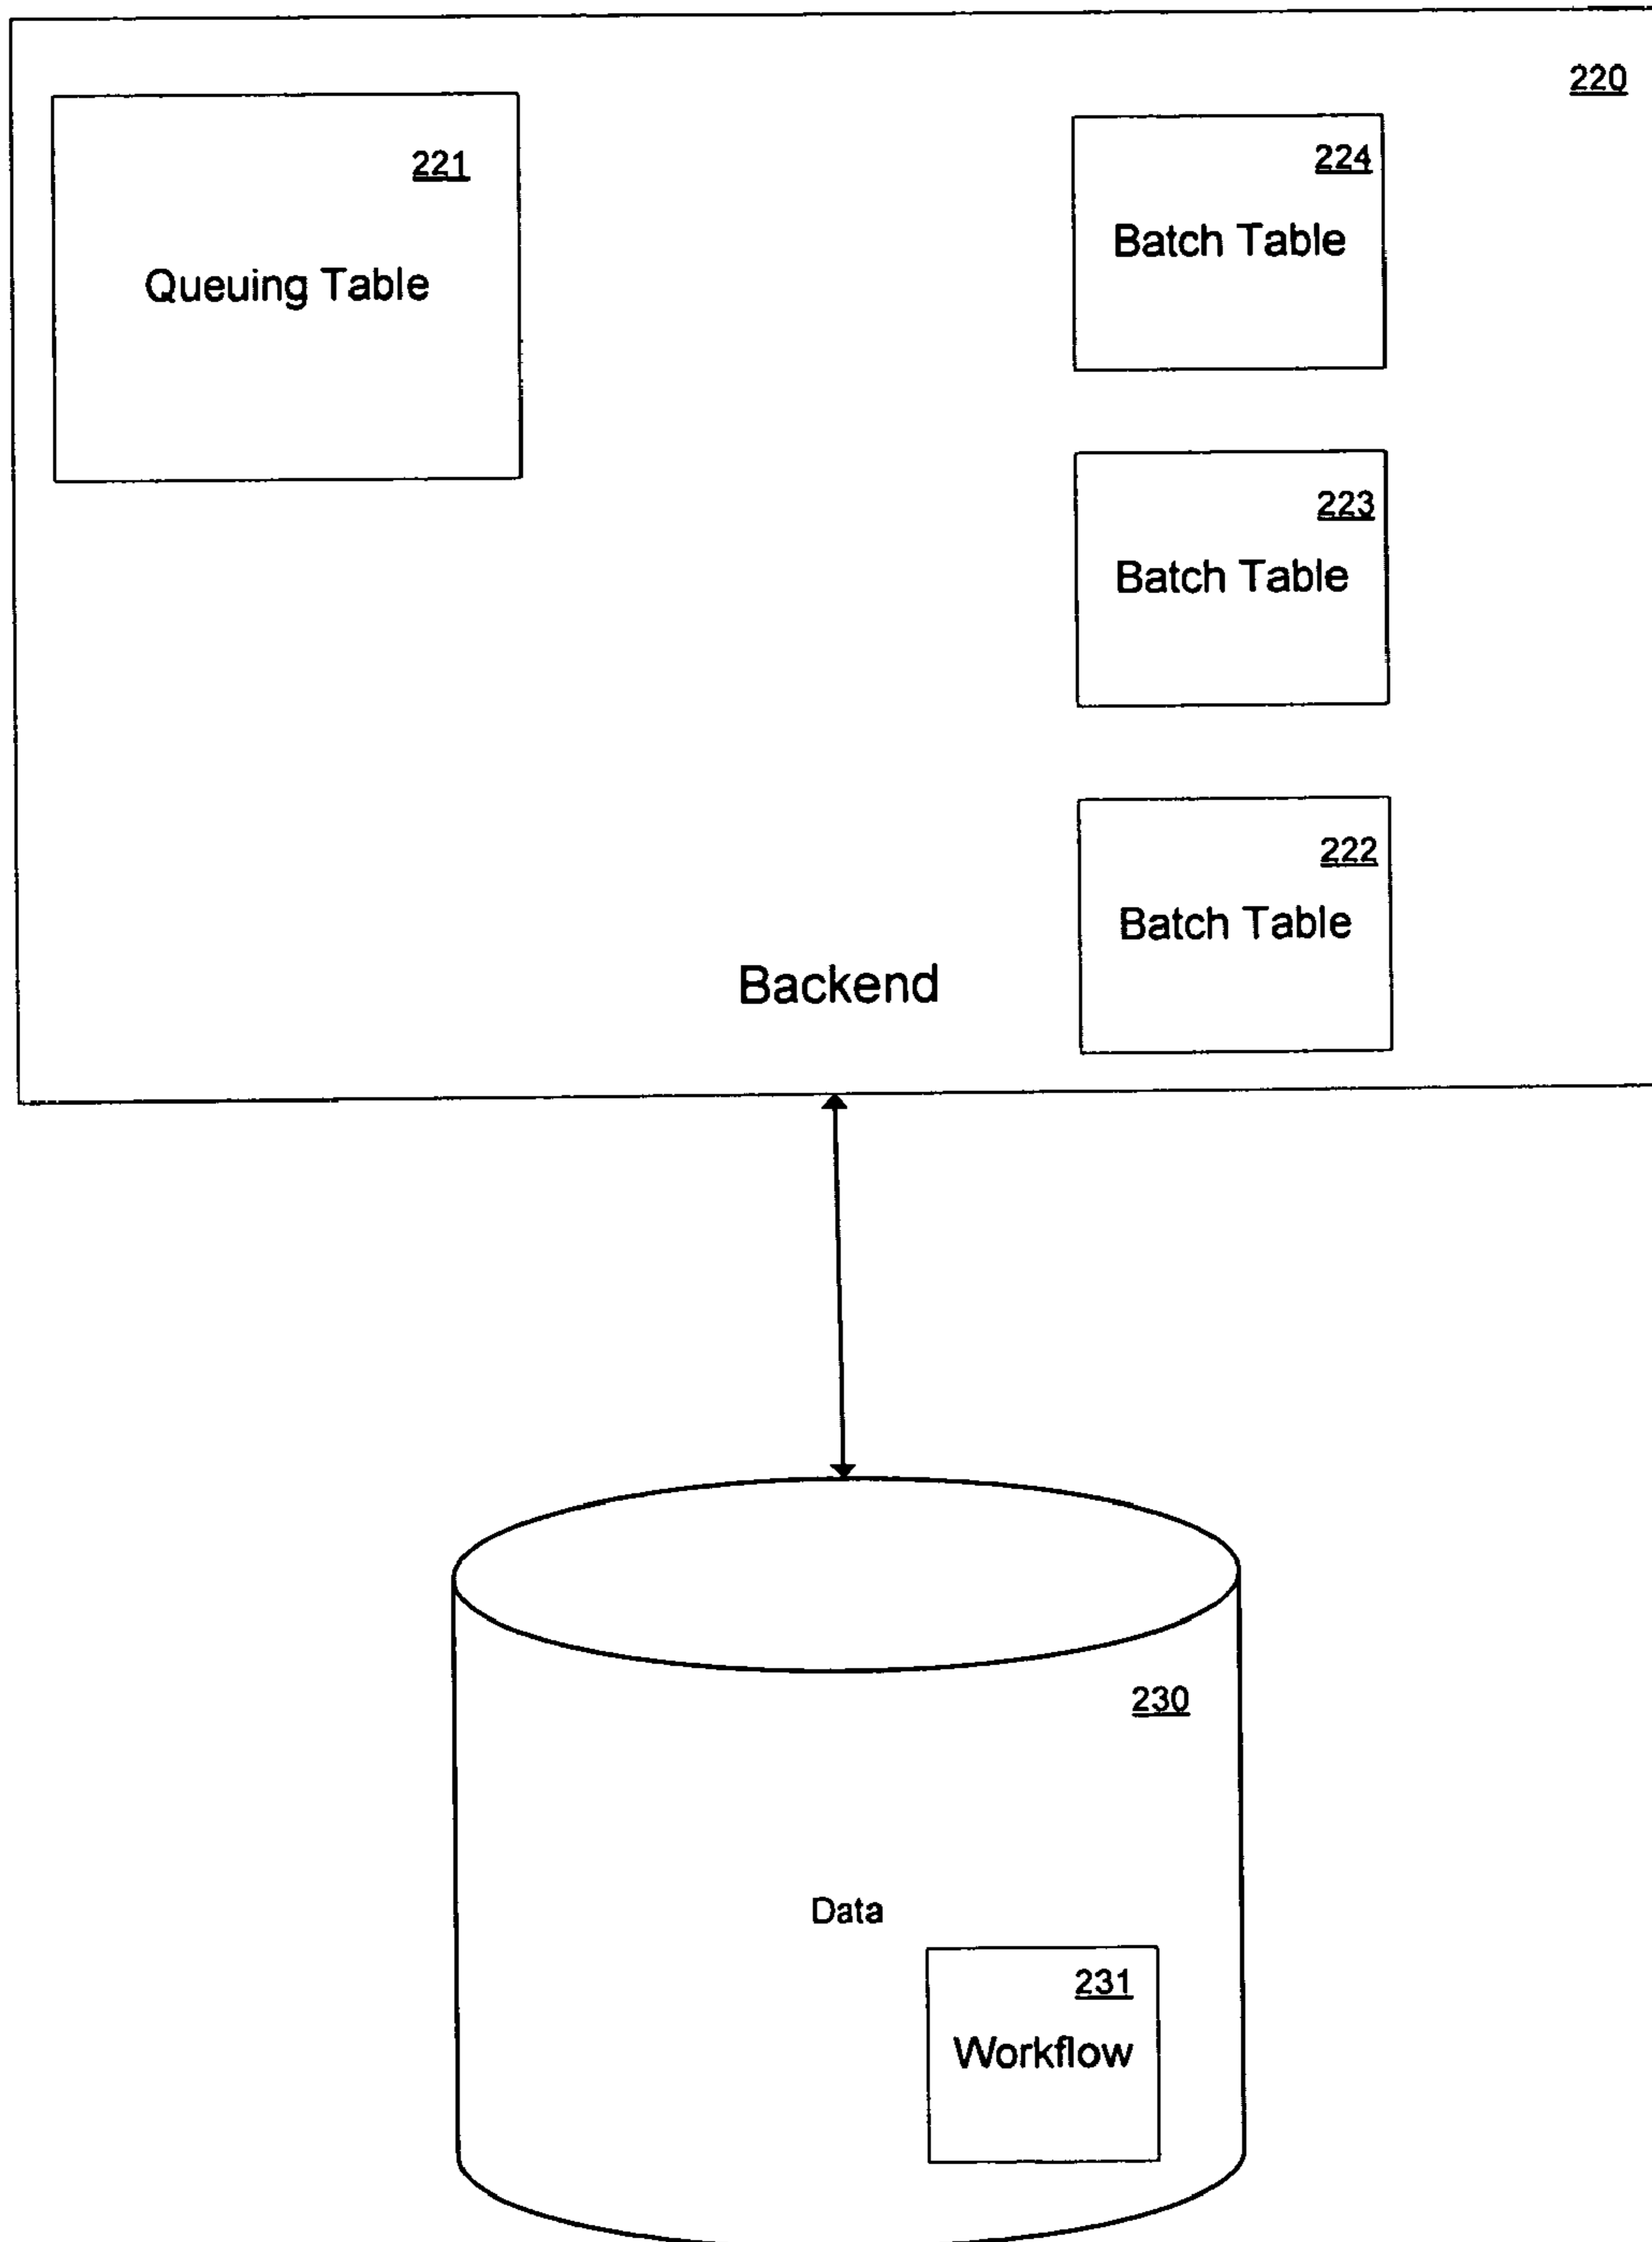 220
221
Queuing Table
224
Batch Table
223
Batch Table
222
Batch Table
Backend
230
Data
231
Workflow